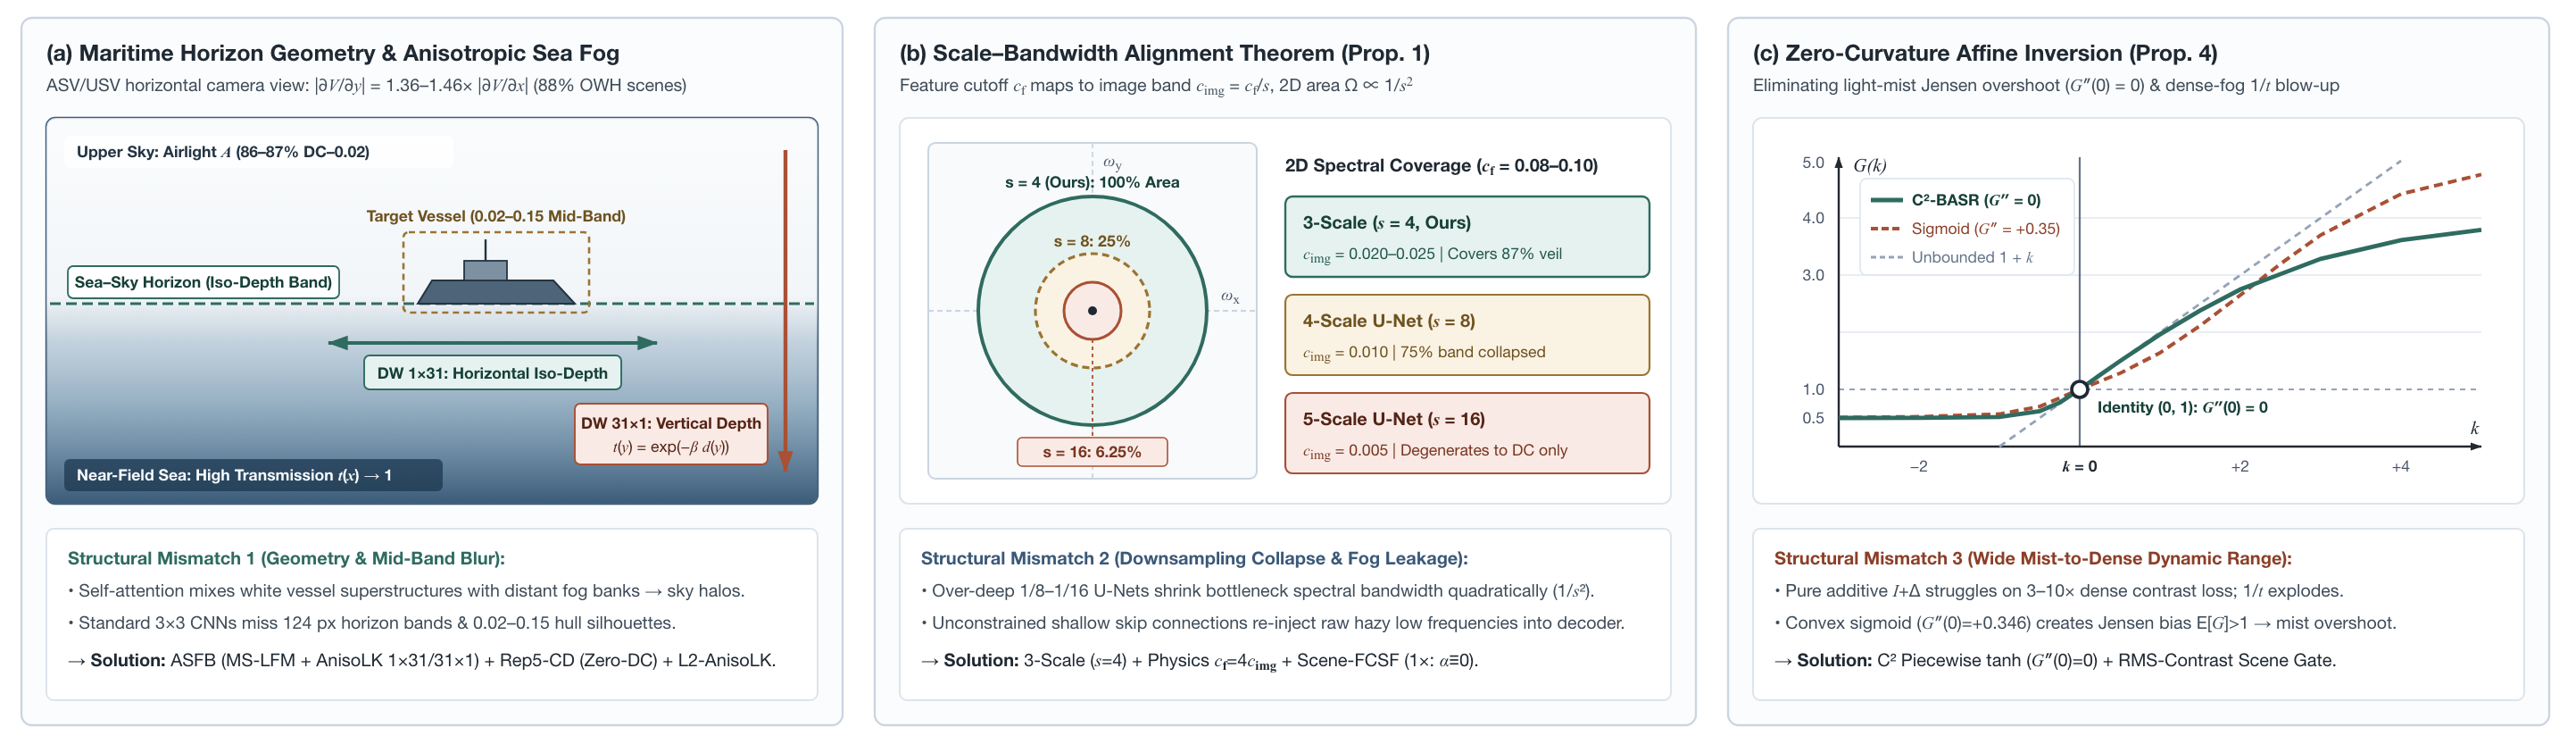 (a) Maritime Horizon Geometry & Anisotropic Sea Fog
ASV/USV horizontal camera view: |∂V/∂y| = 1.36–1.46× |∂V/∂x| (88% OWH scenes)
Upper Sky: Airlight A (86–87% DC–0.02)
Target Vessel (0.02–0.15 Mid-Band)
Sea–Sky Horizon (Iso-Depth Band)
DW 1×31: Horizontal Iso-Depth
DW 31×1: Vertical Depth
t(y) = exp(−β d(y))
Near-Field Sea: High Transmission t(x) → 1
Structural Mismatch 1 (Geometry & Mid-Band Blur):
• Self-attention mixes white vessel superstructures with distant fog banks → sky halos.
• Standard 3×3 CNNs miss 124 px horizon bands & 0.02–0.15 hull silhouettes.
→ Solution: ASFB (MS-LFM + AnisoLK 1×31/31×1) + Rep5-CD (Zero-DC) + L2-AnisoLK.
(b) Scale–Bandwidth Alignment Theorem (Prop. 1)
Feature cutoff cf maps to image band cimg = cf/s, 2D area Ω ∝ 1/s²
ωy
s = 4 (Ours): 100% Area
s = 8: 25%
ωx
s = 16: 6.25%
2D Spectral Coverage (cf = 0.08–0.10)
3-Scale (s = 4, Ours)
cimg = 0.020–0.025 | Covers 87% veil
4-Scale U-Net (s = 8)
cimg = 0.010 | 75% band collapsed
5-Scale U-Net (s = 16)
cimg = 0.005 | Degenerates to DC only
Structural Mismatch 2 (Downsampling Collapse & Fog Leakage):
• Over-deep 1/8–1/16 U-Nets shrink bottleneck spectral bandwidth quadratically (1/s²).
• Unconstrained shallow skip connections re-inject raw hazy low frequencies into decoder.
→ Solution: 3-Scale (s=4) + Physics cf=4cimg + Scene-FCSF (1×: α≡0).
(c) Zero-Curvature Affine Inversion (Prop. 4)
Eliminating light-mist Jensen overshoot (G″(0) = 0) & dense-fog 1/t blow-up
G(k)
5.0
4.0
3.0
1.0
0.5
C²-BASR (G″ = 0)
Sigmoid (G″ = +0.35)
Unbounded 1 + k
Identity (0, 1): G″(0) = 0
k
−2
k = 0
+2
+4
Structural Mismatch 3 (Wide Mist-to-Dense Dynamic Range):
• Pure additive I+Δ struggles on 3–10× dense contrast loss; 1/t explodes.
• Convex sigmoid (G″(0)=+0.346) creates Jensen bias E[G]>1 → mist overshoot.
→ Solution: C² Piecewise tanh (G″(0)=0) + RMS-Contrast Scene Gate.